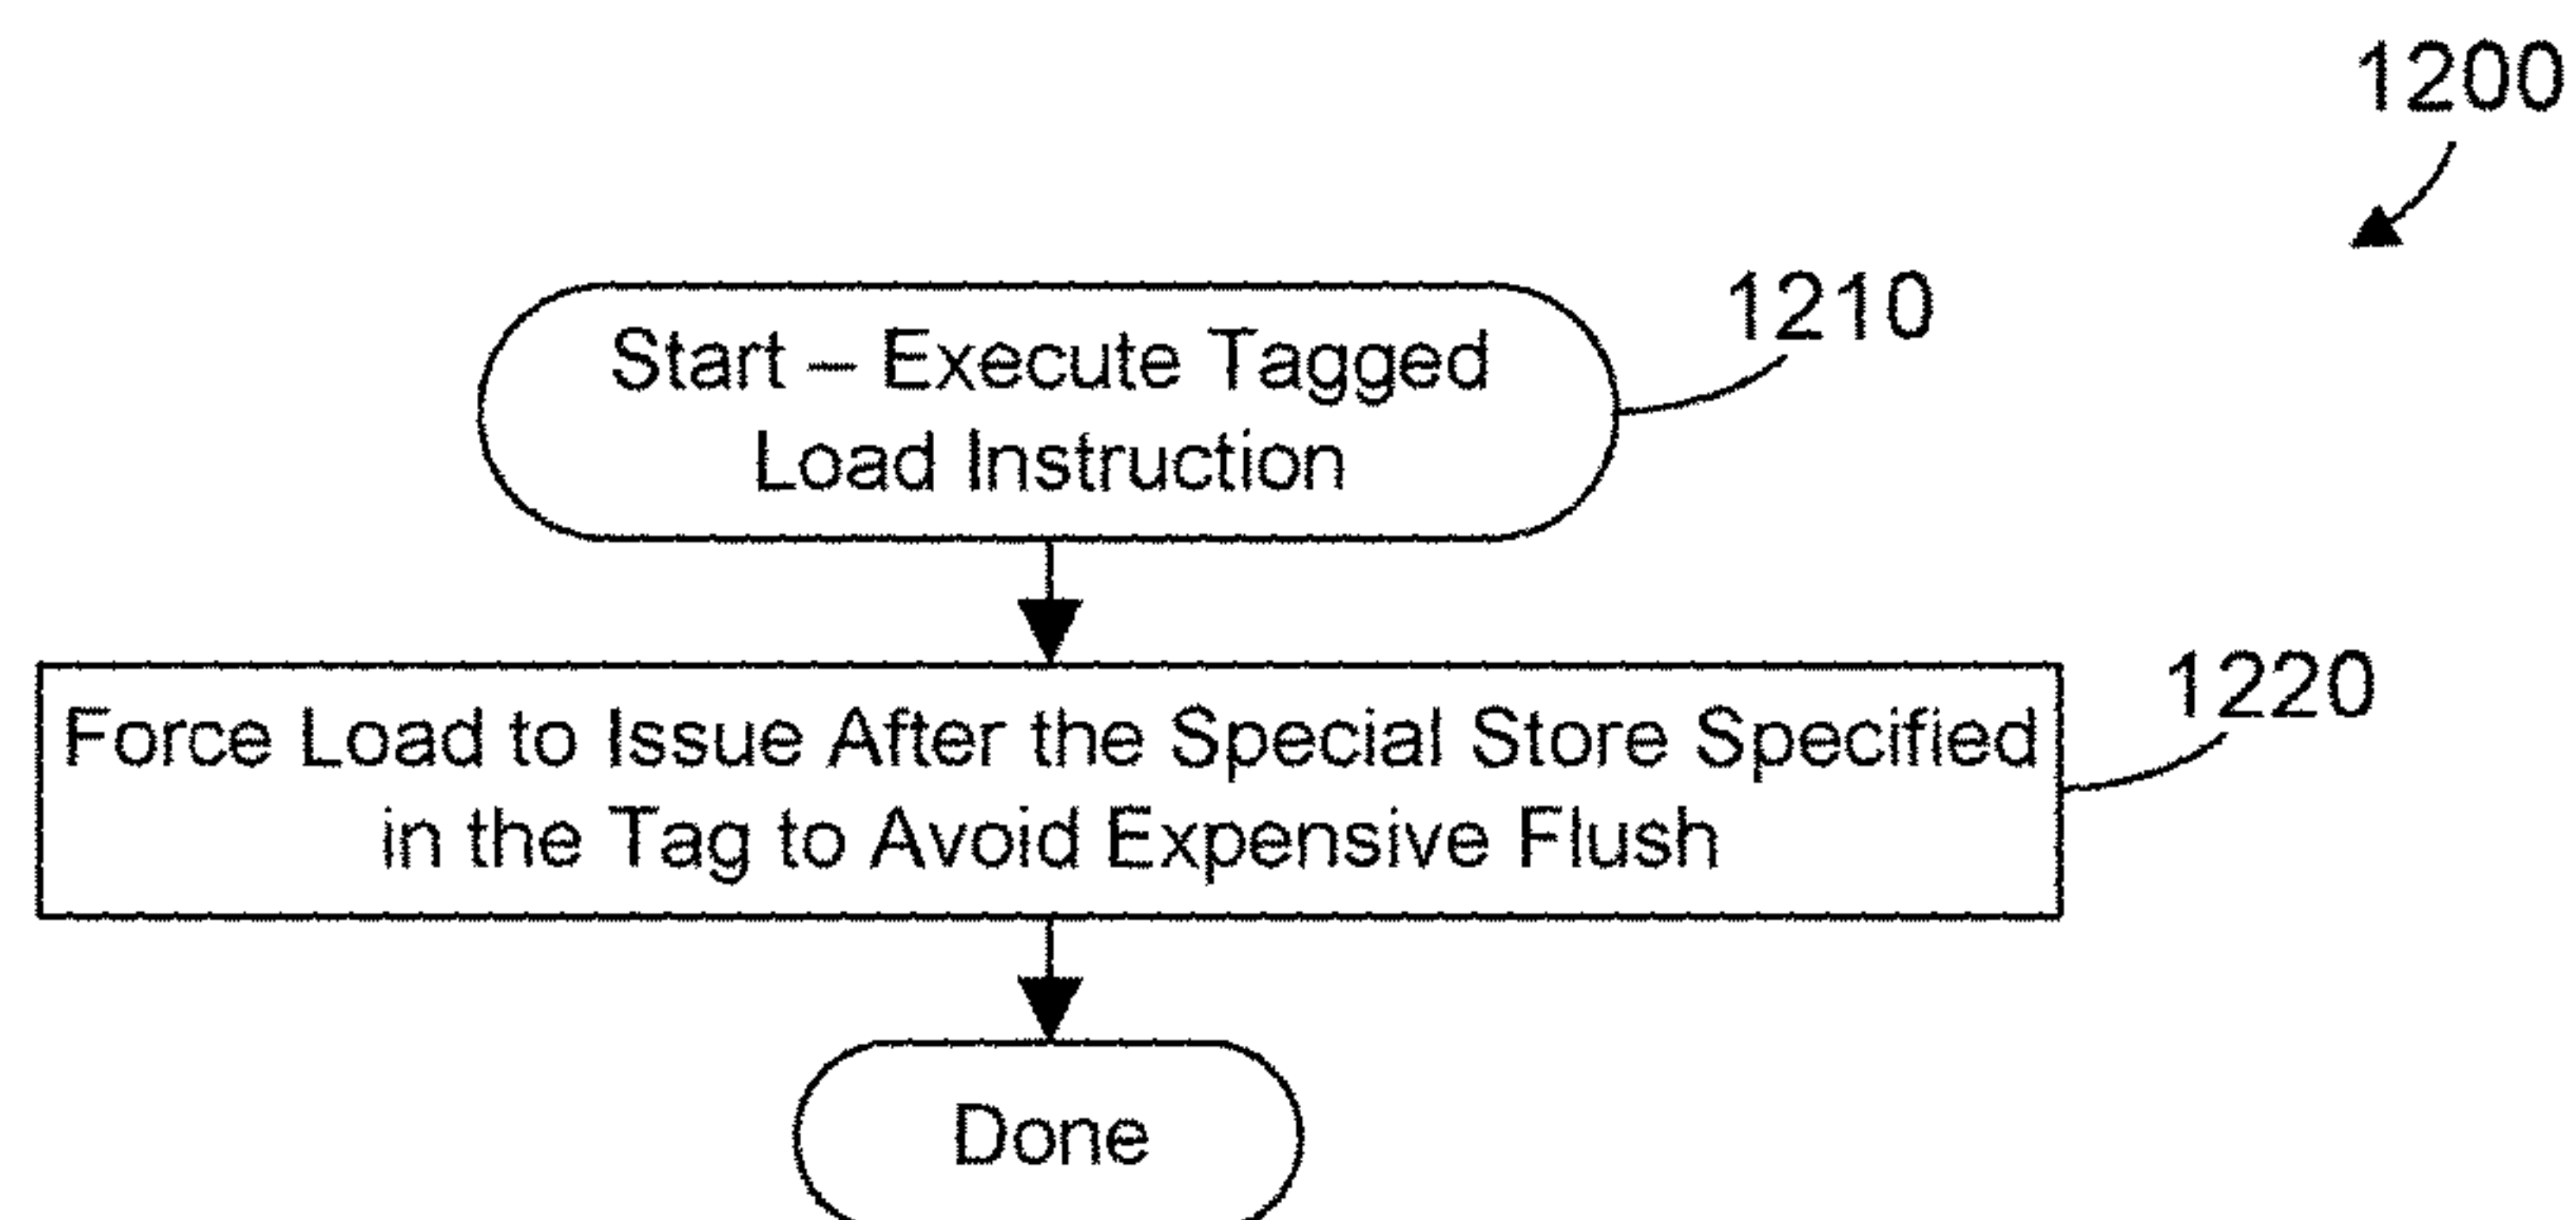 1200
1210
Start – Execute Tagged
Load Instruction
1220
Force Load to Issue After the Special Store Specified
in the Tag to Avoid Expensive Flush
Done